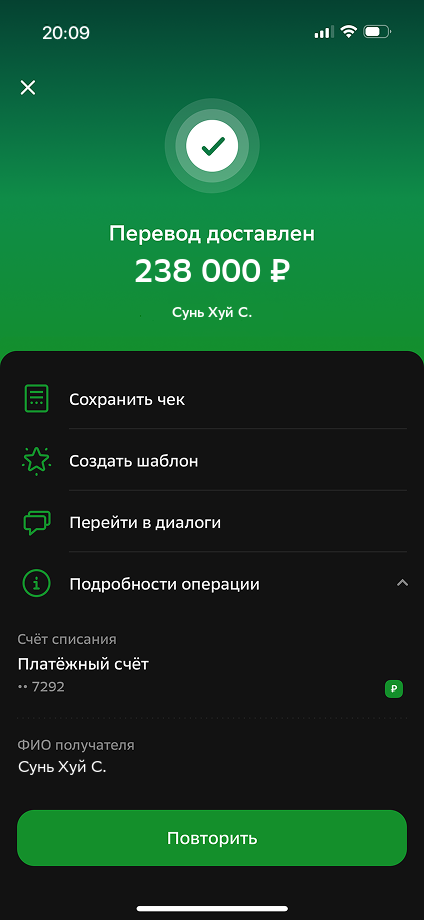 20:09
Перевод доставлен
238 000 ₽
Сунь Хуй С.
Сохранить чек
Создать шаблон
Перейти в диалоги
Подробности операции
Счёт списания
Платёжный счёт
•• 7292
₽
ФИО получателя
Сунь Хуй С.
Повторить